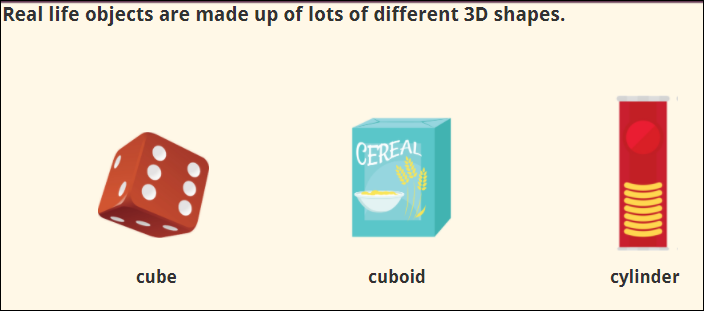 Real life objects are made up of lots of different 3D shapes.
CEREAL
cube
cuboid
cylinder